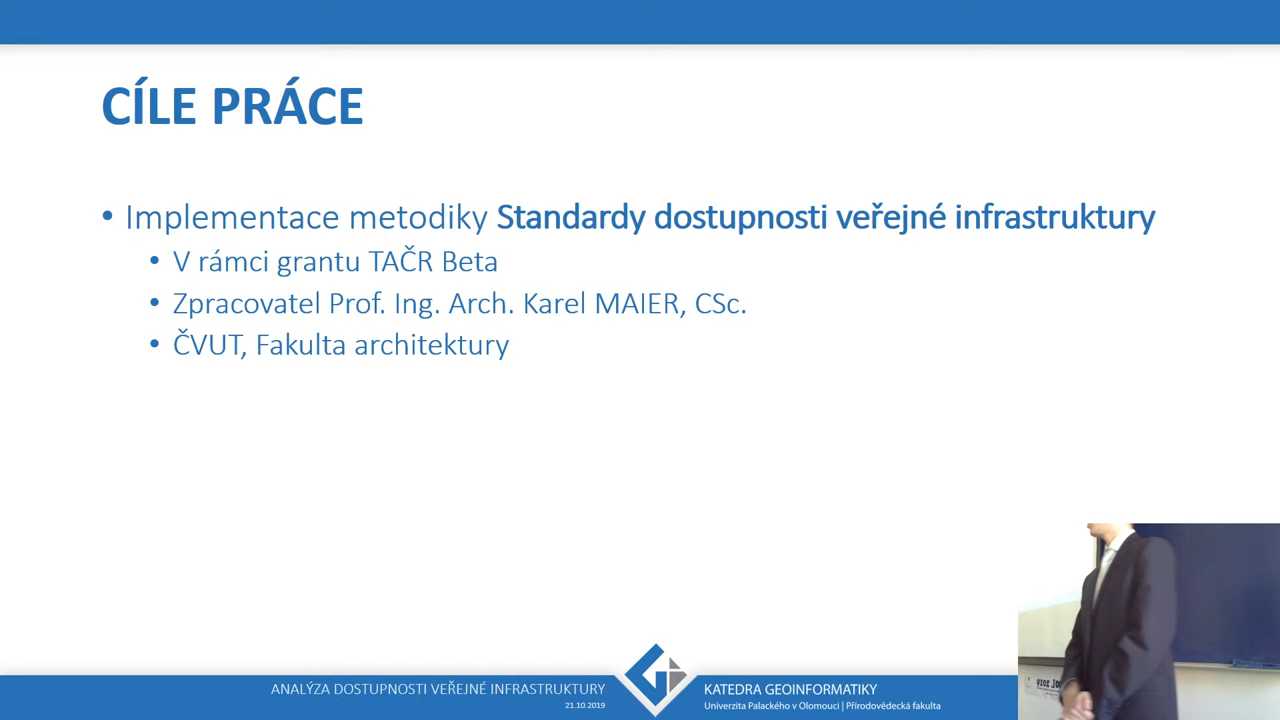 CÍLE PRÁCE
• Implementace metodiky Standardy dostupnosti veřejné infrastruktury
• V rámci grantu TAČR Beta
• Zpracovatel Prof. Ing. Arch. Karel MAIER, CSc.
• ČVUT, Fakulta architektury
ANALÝZA DOSTUPNOSTI VEŘEJNÉ INFRASTRUKTURY
21.10.2019
KATEDRA GEOINFORMATIKY
Univerzita Palackého v Olomouci | Přírodovědecká fakulta